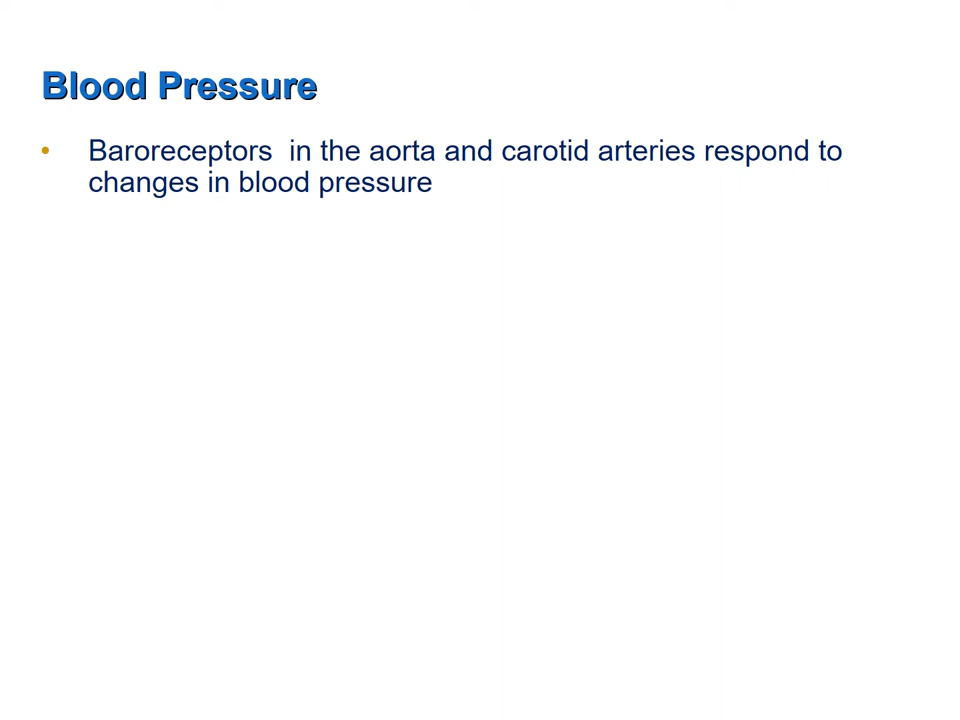 Blood Pressure
• Baroreceptors  in the aorta and carotid arteries respond to
changes in blood pressure